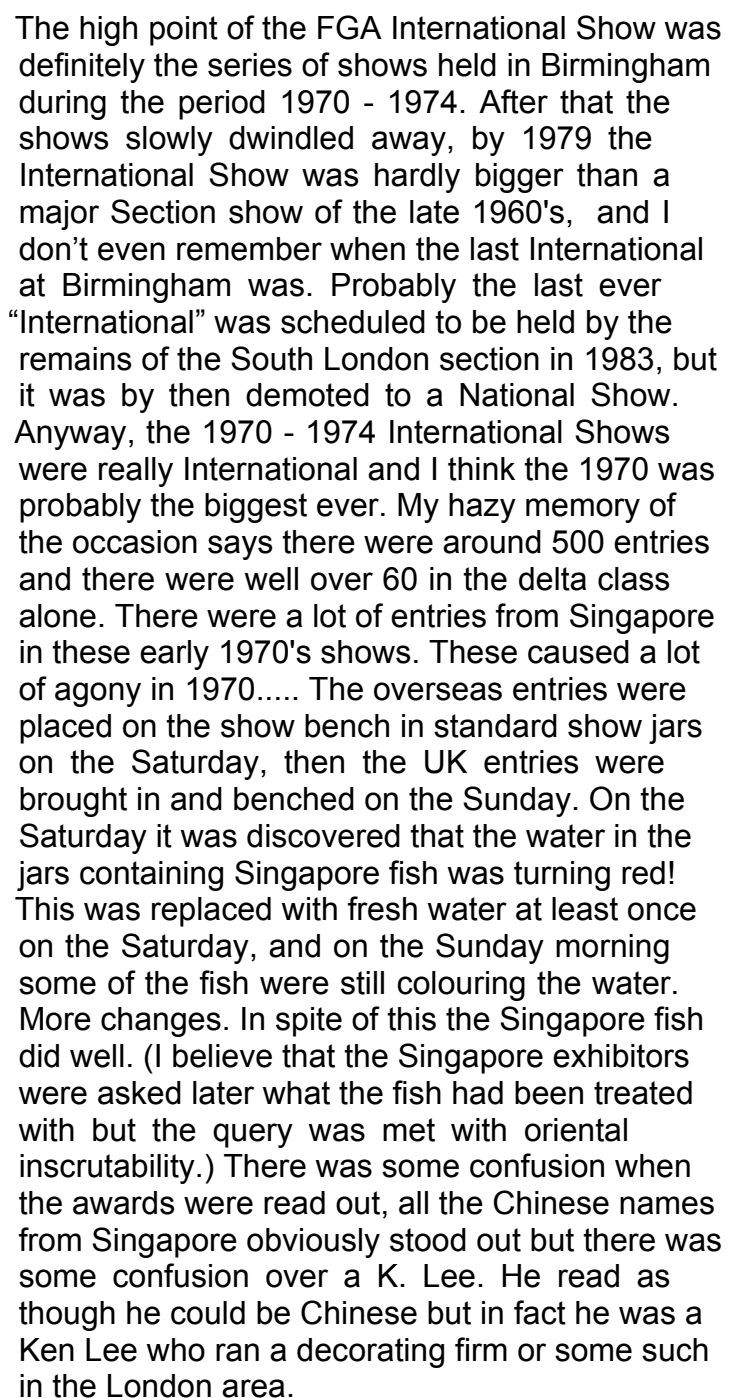 The high point of the FGA International Show was
definitely the series of shows held in Birmingham
during the period 1970 - 1974. After that the
shows slowly dwindled away, by 1979 the
International Show was hardly bigger than a
major Section show of the late 1960's, and I
don’t even remember when the last International
at Birmingham was. Probably the last ever
“International” was scheduled to be held by the
remains of the South London section in 1983, but
it was by then demoted to a National Show.
Anyway, the 1970 - 1974 International Shows
were really International and I think the 1970 was
probably the biggest ever. My hazy memory of
the occasion says there were around 500 entries
and there were well over 60 in the delta class
alone. There were a lot of entries from Singapore
in these early 1970's shows. These caused a lot
of agony in 1970..... The overseas entries were
placed on the show bench in standard show jars
on the Saturday, then the UK entries were
brought in and benched on the Sunday. On the
Saturday it was discovered that the water in the
jars containing Singapore fish was turning red!
This was replaced with fresh water at least once
on the Saturday, and on the Sunday morning
some of the fish were still colouring the water.
More changes. In spite of this the Singapore fish
did well. (I believe that the Singapore exhibitors
were asked later what the fish had been treated
with but the query was met with oriental
inscrutability.) There was some confusion when
the awards were read out, all the Chinese names
from Singapore obviously stood out but there was
some confusion over a K. Lee. He read as
though he could be Chinese but in fact he was a
Ken Lee who ran a decorating firm or some such
in the London area.